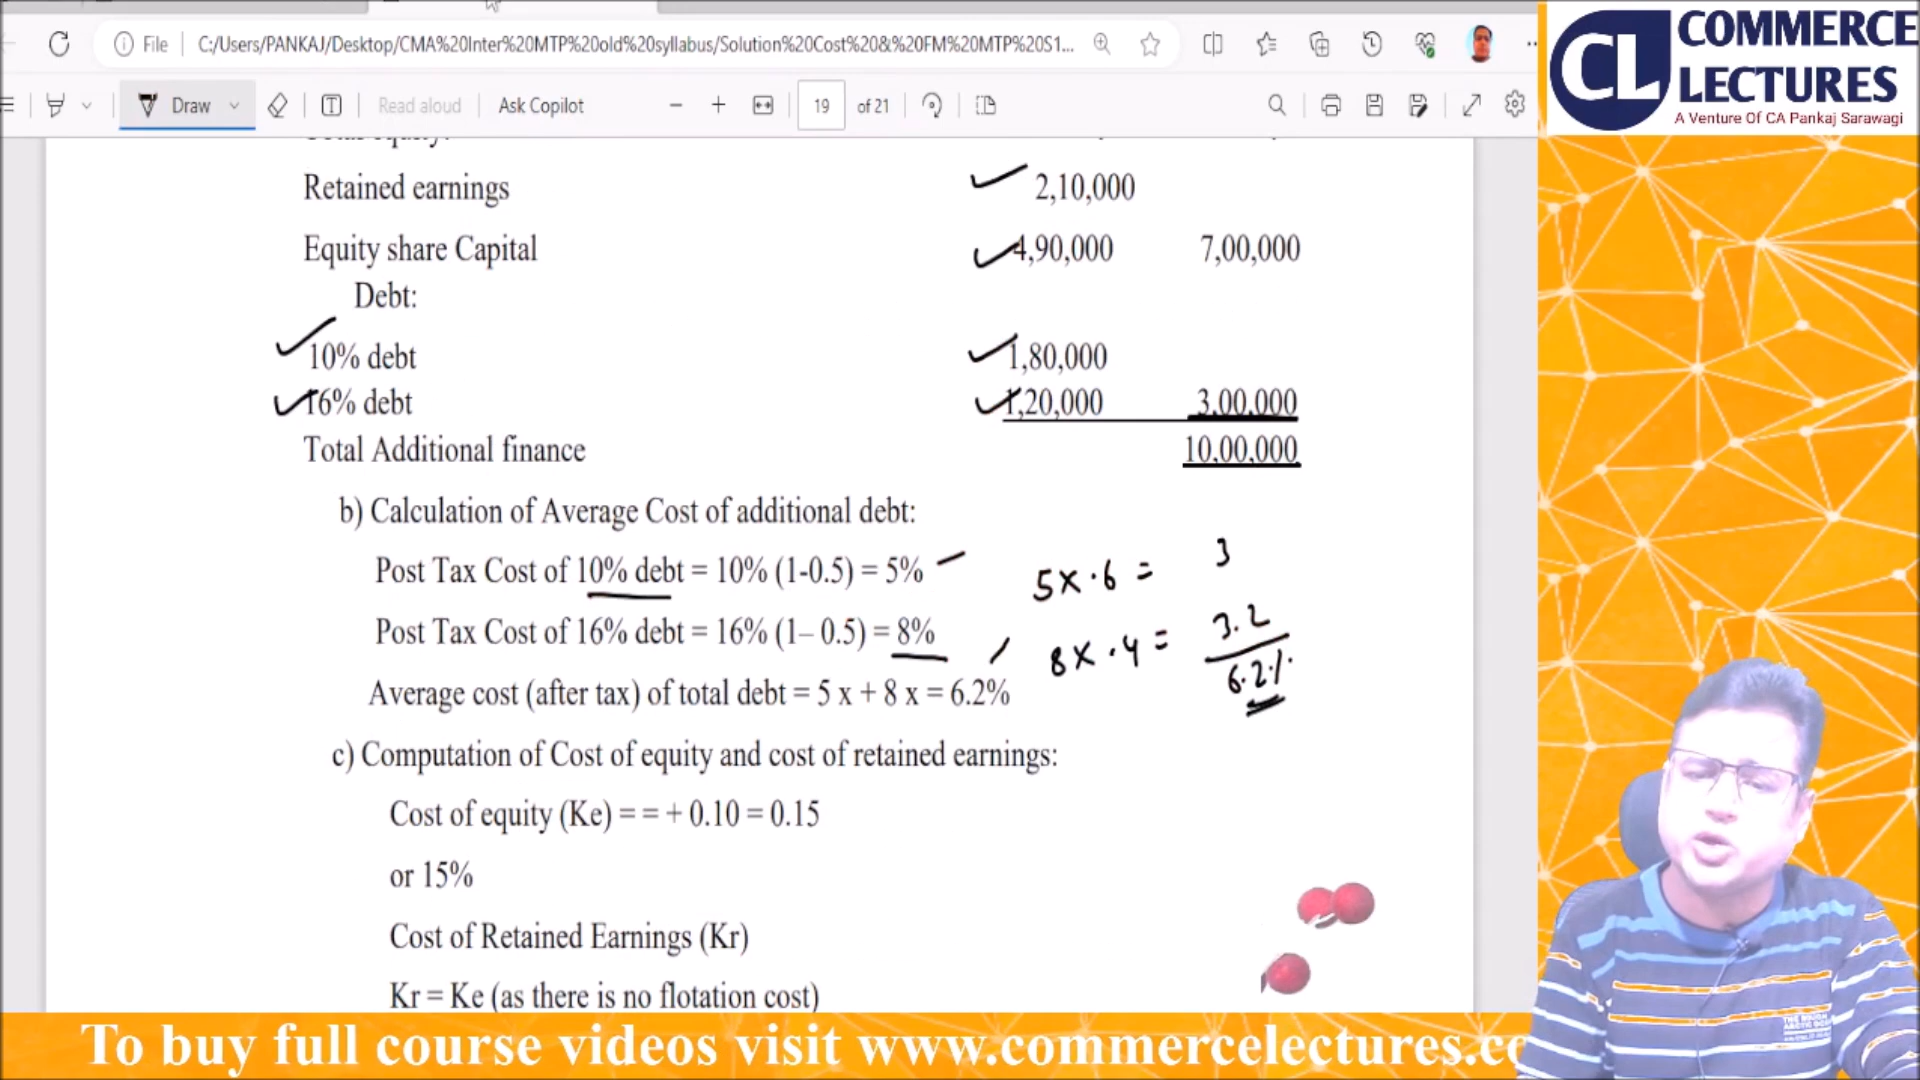 File
C:/Users/PANKAJ/Desktop/CMA%20Inter%20MTP%20old%20syllabus/Solution%20Cost%20&%20FM%20MTP%20S1...
Draw
Read aloud
Ask Copilot
19
of 21
CL
COMMERCE
LECTURES
A Venture Of CA Pankaj Sarawagi
Retained earnings 2,10,000
Equity share Capital 4,90,000 7,00,000
Debt:
10% debt 1,80,000
16% debt 1,20,000 3,00,000
Total Additional finance 10,00,000
b) Calculation of Average Cost of additional debt:
Post Tax Cost of 10% debt = 10% (1-0.5) = 5%
5x·6 = 3
Post Tax Cost of 16% debt = 16% (1– 0.5) = 8%
8x·4 = 3.2
6.2%
Average cost (after tax) of total debt = 5 x + 8 x = 6.2%
c) Computation of Cost of equity and cost of retained earnings:
Cost of equity (Ke) = = + 0.10 = 0.15
or 15%
Cost of Retained Earnings (Kr)
Kr = Ke (as there is no flotation cost)
To buy full course videos visit www.commercelectures.co